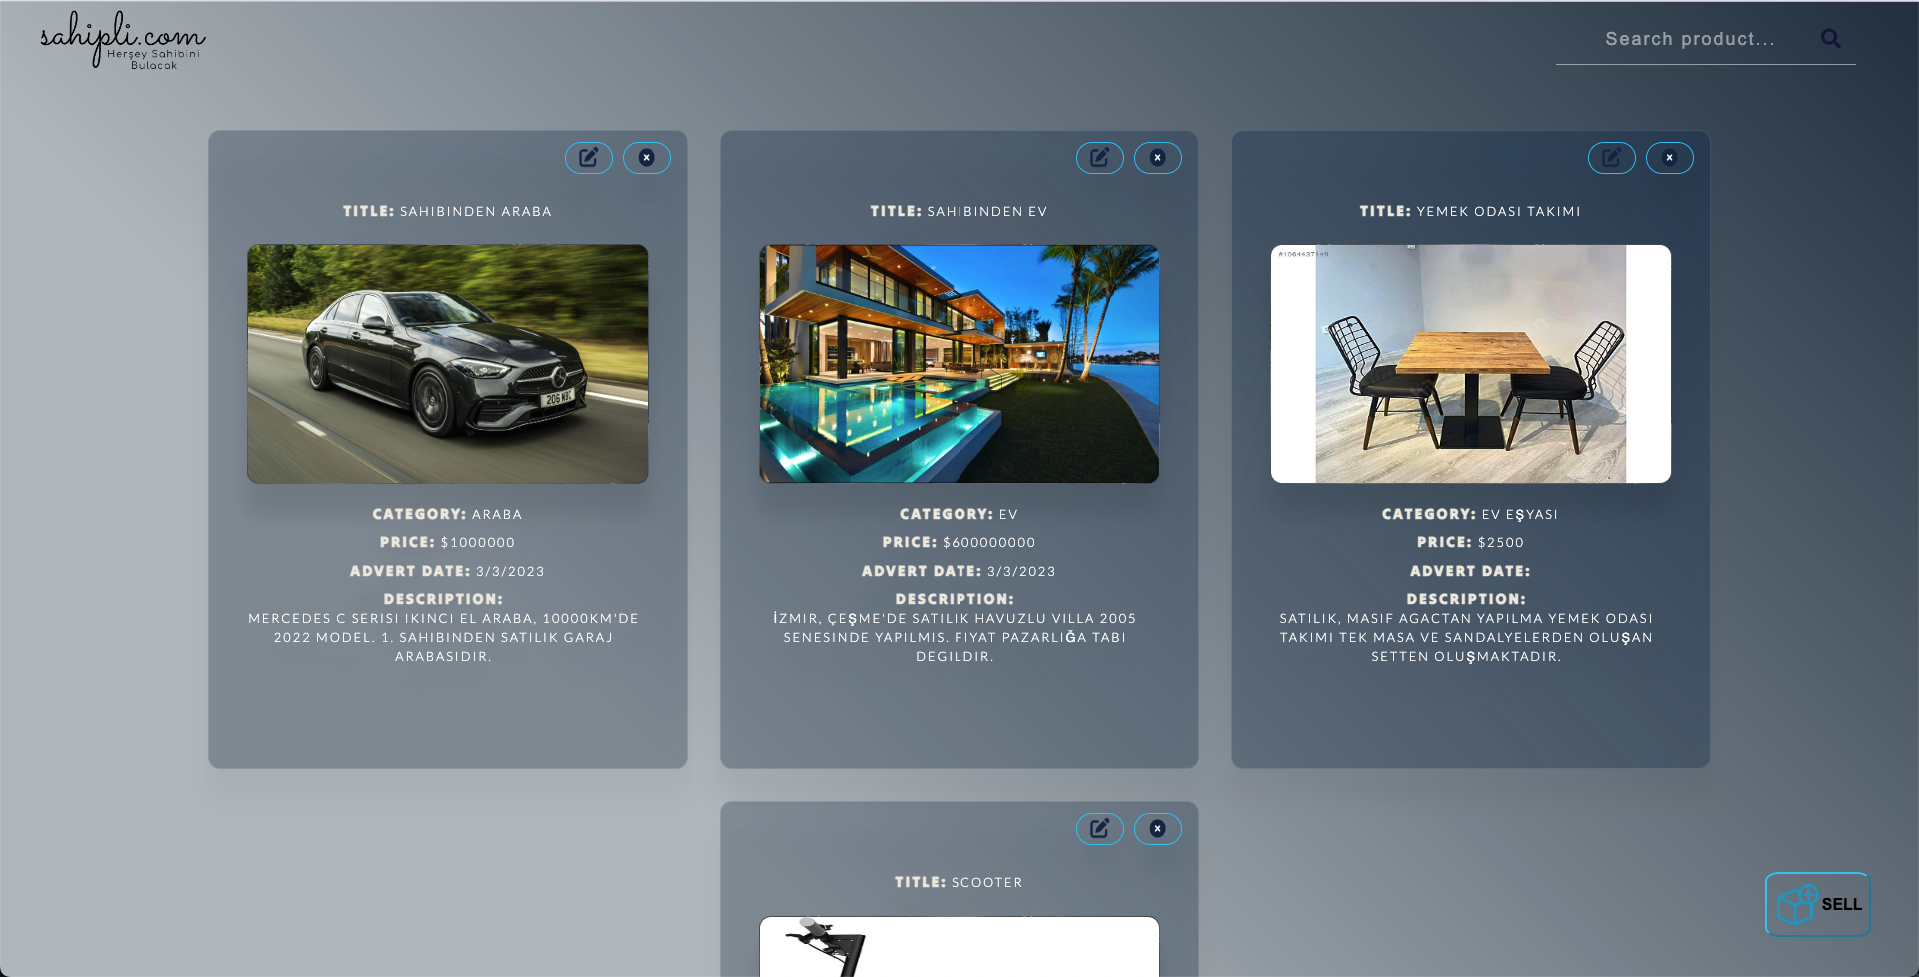 sahipli.com
Herşey Sahibini
Bulacak
Search product...
TITLE: SAHIBINDEN ARABA
206 MBC
CATEGORY: ARABA
PRICE: $1000000
ADVERT DATE: 3/3/2023
DESCRIPTION:
MERCEDES C SERISI IKINCI EL ARABA, 10000KM'DE
2022 MODEL. 1. SAHIBINDEN SATILIK GARAJ
ARABASIDIR.
TITLE: SAHIBINDEN EV
CATEGORY: EV
PRICE: $600000000
ADVERT DATE: 3/3/2023
DESCRIPTION:
İZMIR, ÇEŞME'DE SATILIK HAVUZLU VILLA 2005
SENESINDE YAPILMIS. FIYAT PAZARLIĞA TABI
DEGILDIR.
TITLE: YEMEK ODASI TAKIMI
#1064437149
CATEGORY: EV EŞYASI
PRICE: $2500
ADVERT DATE:
DESCRIPTION:
SATILIK, MASIF AGACTAN YAPILMA YEMEK ODASI
TAKIMI TEK MASA VE SANDALYELERDEN OLUŞAN
SETTEN OLUŞMAKTADIR.
TITLE: SCOOTER
SELL